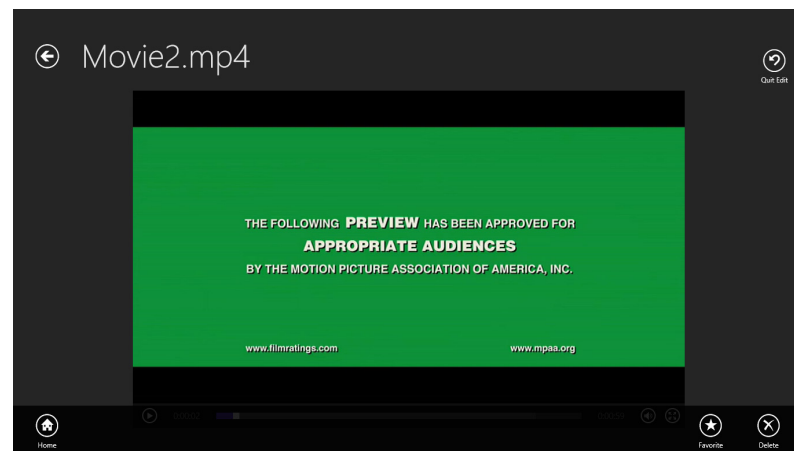 Movie2.mp4
Quit Edit
THE FOLLOWING PREVIEW HAS BEEN APPROVED FOR
APPROPRIATE AUDIENCES
BY THE MOTION PICTURE ASSOCIATION OF AMERICA, INC.
www.filmratings.com www.mpaa.org
Home Favorite Delete